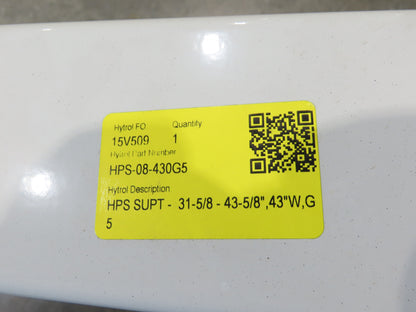 Hytrol FO Quantity
15V509 1
Hytrol Part Number
HPS-08-430G5
Hytrol Description
HPS SUPT - 31-5/8 - 43-5/8",43"W,G
5